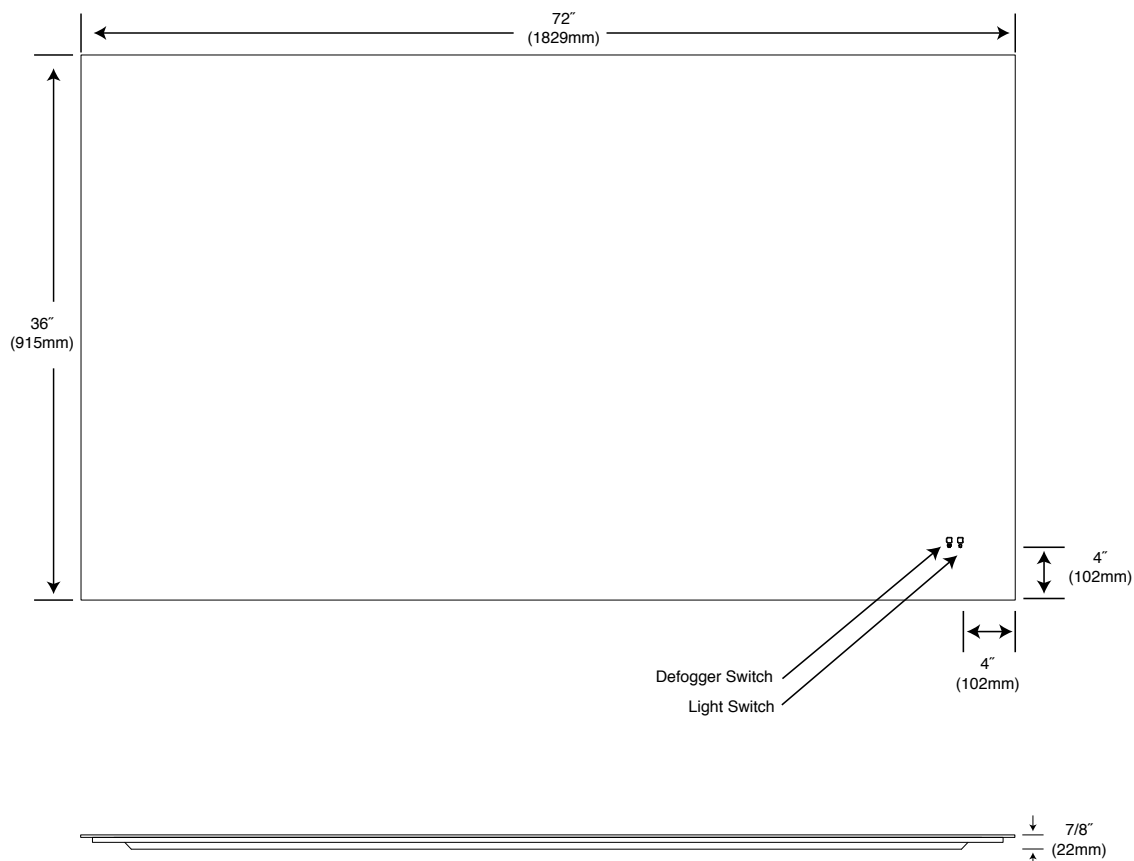 72″
(1829mm)
36″
(915mm)
4″
(102mm)
4″
(102mm)
Defogger Switch
Light Switch
7/8″
(22mm)